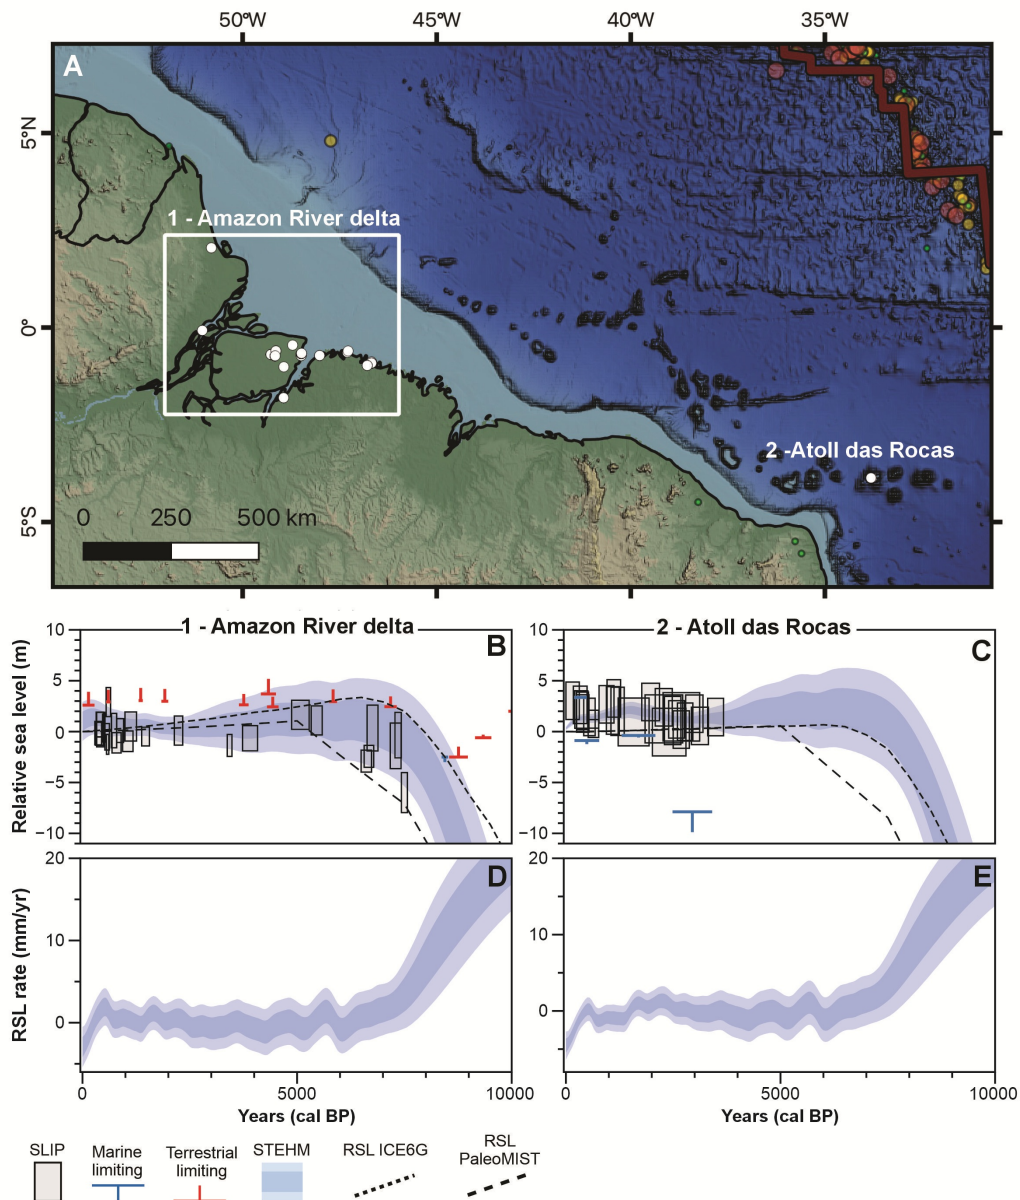 50°W 45°W 40°W 35°W
A
5°N
0°
5°S
1 - Amazon River delta
2 -Atoll das Rocas
0 250 500 km
1 - Amazon River delta
2 - Atoll das Rocas
B
C
Relative sea level (m)
10
5
0
−5
−10
10
5
0
−5
−10
D
E
RSL rate (mm/yr)
20
10
0
20
10
0
0 5000 10000
0 5000 10000
Years (cal BP)
Years (cal BP)
SLIP
Marine
limiting
Terrestrial
limiting
STEHM
RSL ICE6G
RSL
PaleoMIST